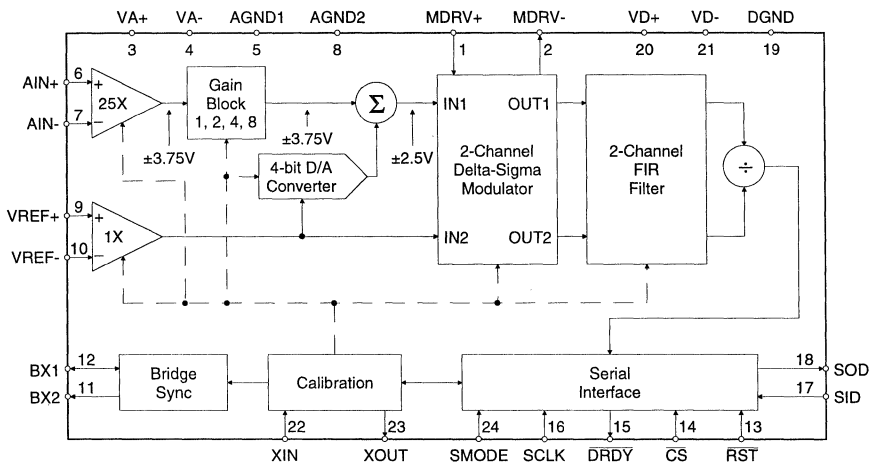 VA+ VA- AGND1 AGND2 MDRV+ MDRV- VD+ VD- DGND
3 4 5 8 1 2 20 21 19
AIN+ 6
AIN- 7
+
25X
−
Gain
Block
1, 2, 4, 8
Σ
±3.75V
±3.75V
±2.5V
4-bit D/A
Converter
IN1 OUT1
2-Channel
Delta-Sigma
Modulator
IN2 OUT2
2-Channel
FIR
Filter
÷
VREF+ 9
VREF- 10
+
1X
−
BX1 12
BX2 11
Bridge
Sync
Calibration
Serial
Interface
18 SOD
17 SID
22 23 24 16 15 14 13
XIN XOUT SMODE SCLK DRDY CS RST